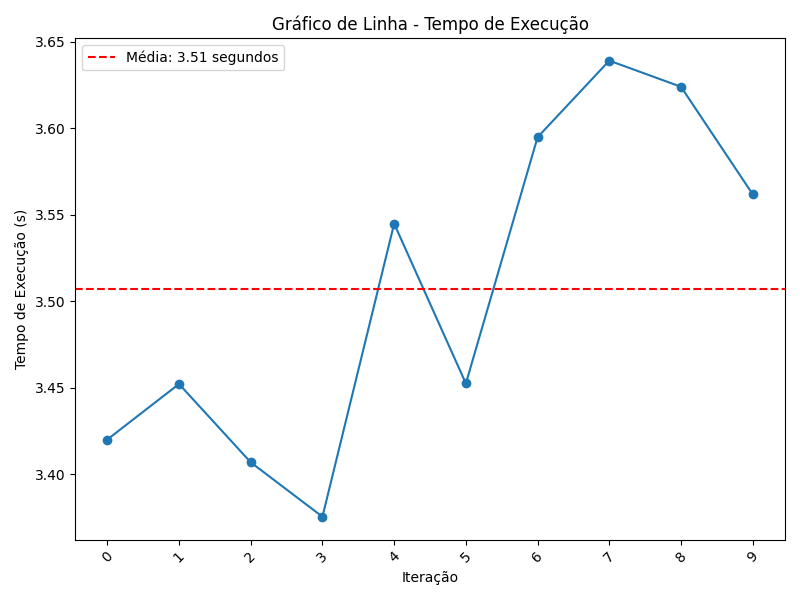 Gráfico de Linha - Tempo de Execução
Média: 3.51 segundos
3.65
3.60
3.55
3.50
3.45
3.40
Tempo de Execução (s)
0 1 2 3 4 5 6 7 8 9
Iteração